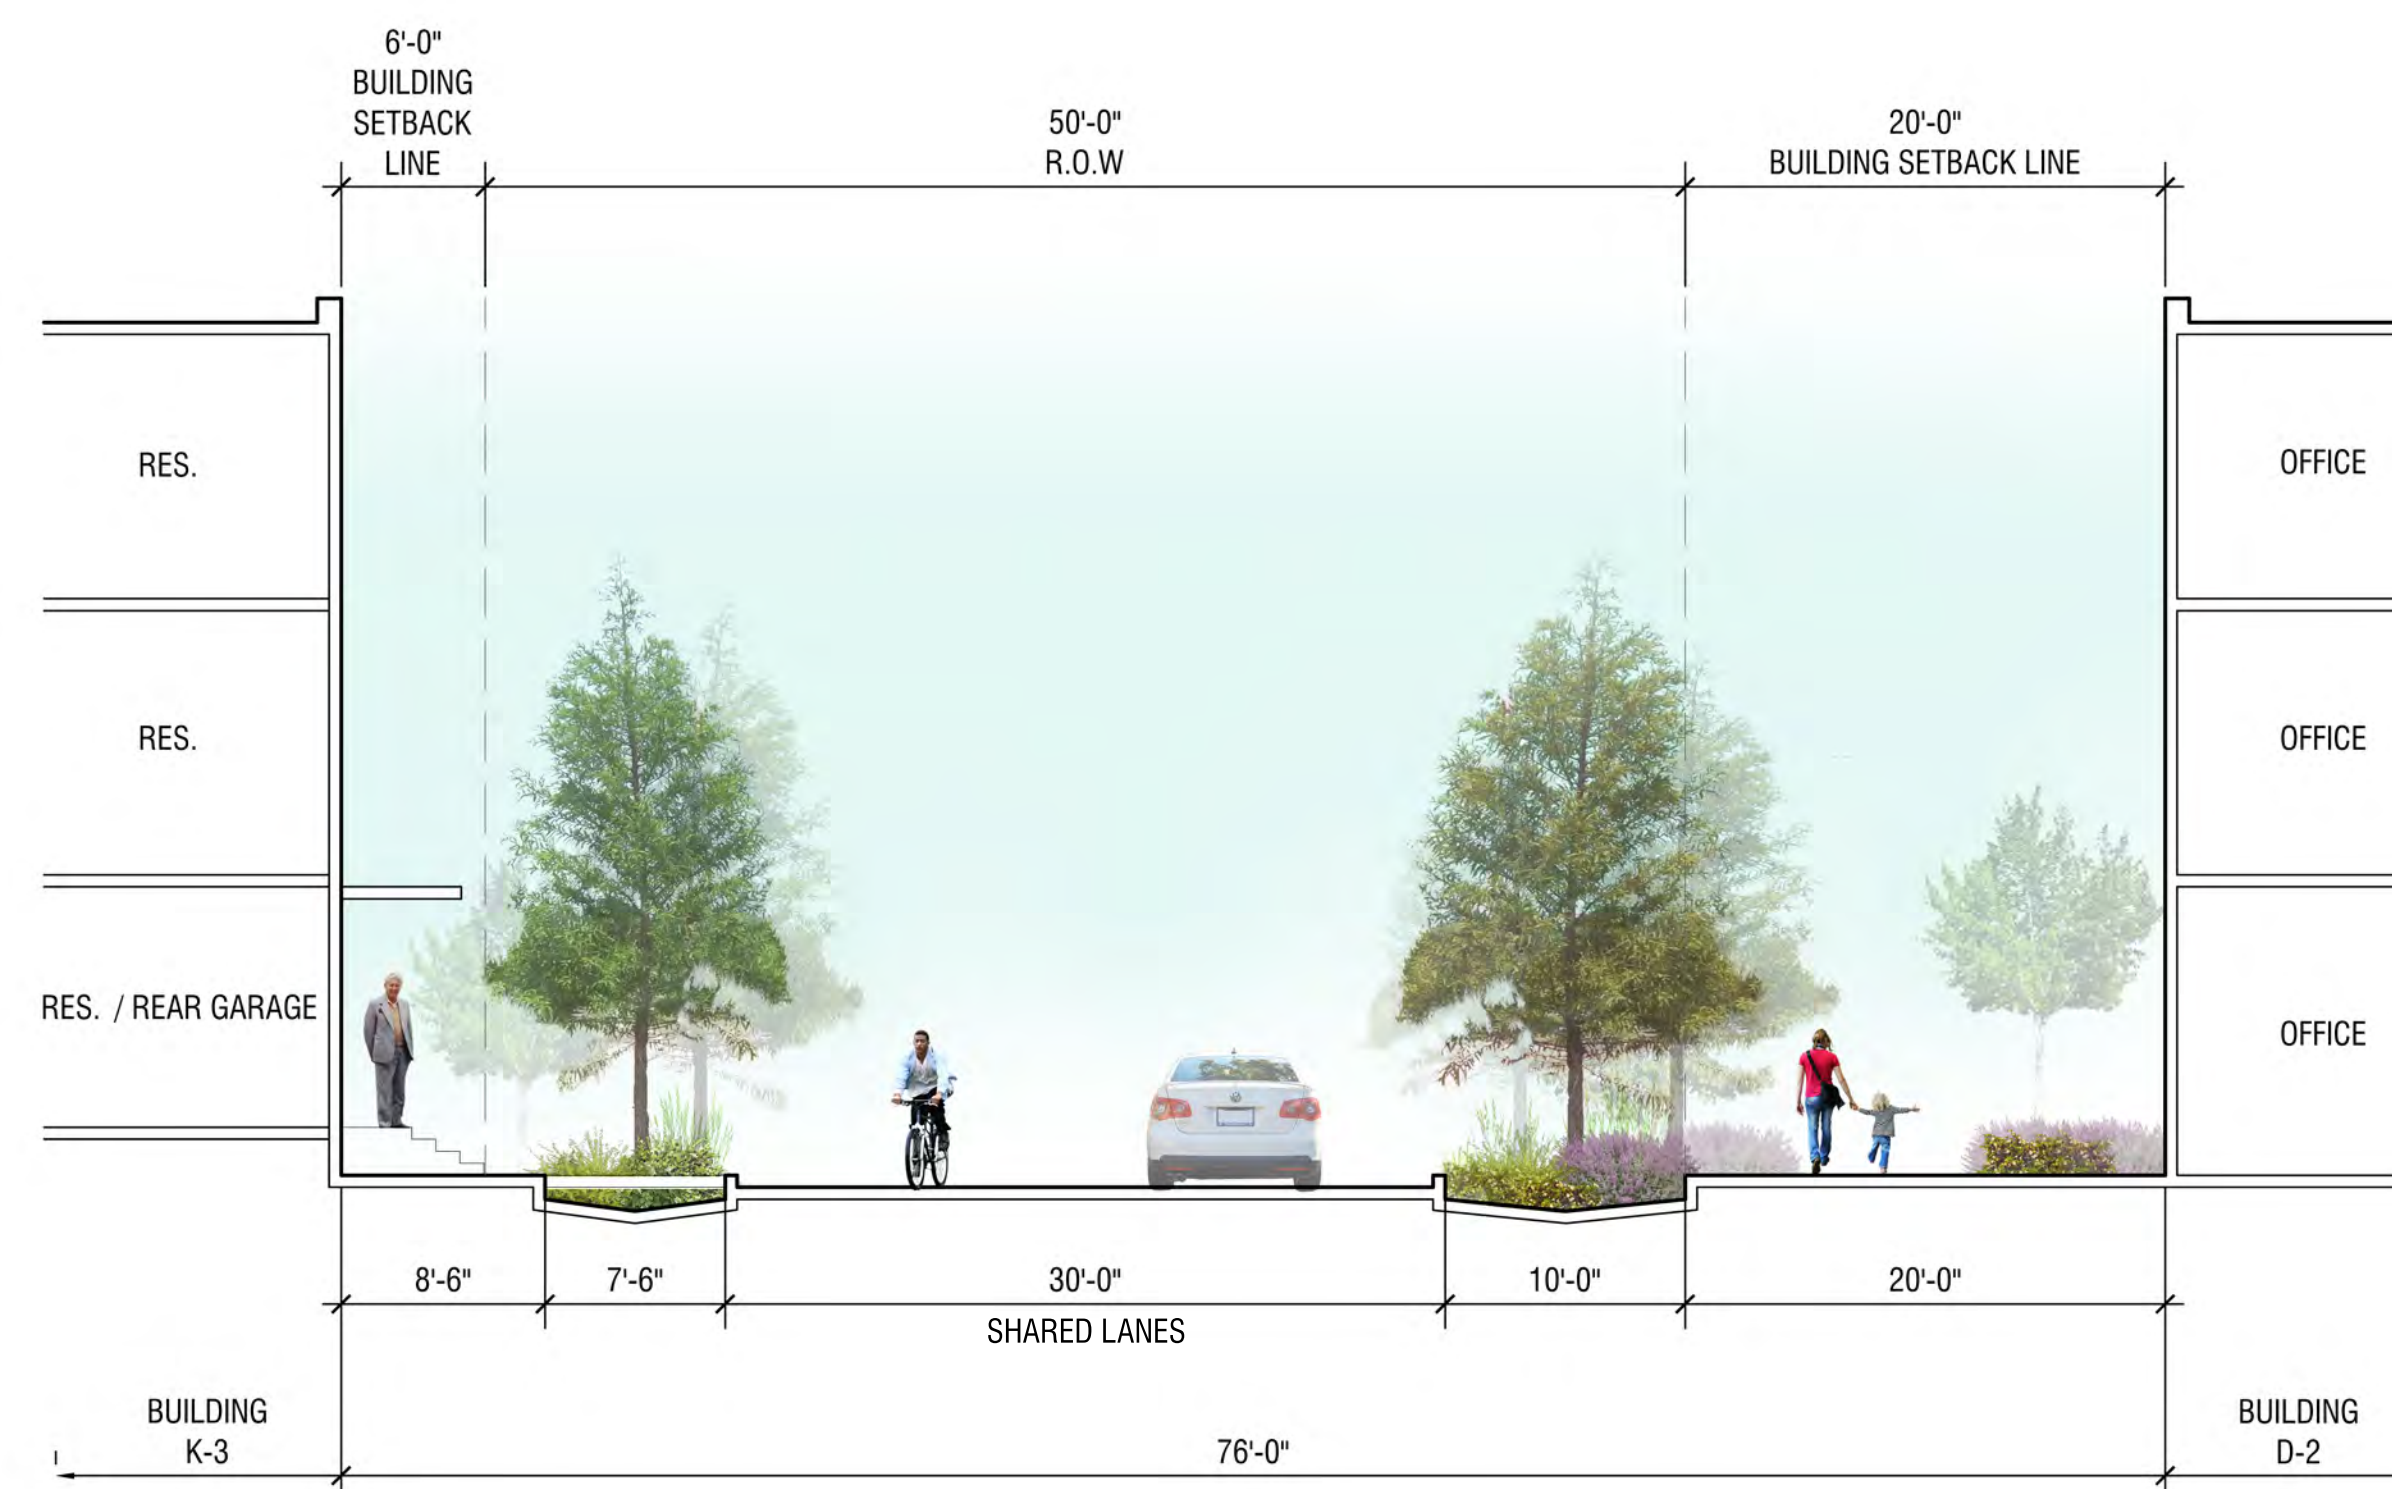 6'-0"
BUILDING
SETBACK
LINE
50'-0"
R.O.W
20'-0"
BUILDING SETBACK LINE
RES.
OFFICE
RES.
OFFICE
RES. / REAR GARAGE
OFFICE
8'-6"
7'-6"
30'-0"
10'-0"
20'-0"
SHARED LANES
BUILDING
K-3
76'-0"
BUILDING
D-2